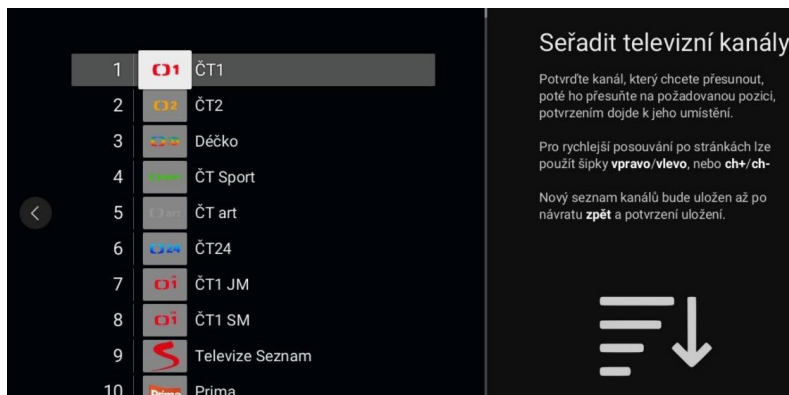 1 ČT1
2 ČT2
3 Déčko
4 ČT Sport
5 ČT art
6 ČT24
7 ČT1 JM
8 ČT1 SM
9 Televize Seznam
10 Prima Prima
Seřadit televizní kanály
Potvrďte kanál, který chcete přesunout,
poté ho přesuňte na požadovanou pozici,
potvrzením dojde k jeho umístění.
Pro rychlejší posouvání po stránkách lze
použít šipky vpravo/vlevo, nebo ch+/ch-
Nový seznam kanálů bude uložen až po
návratu zpět a potvrzení uložení.